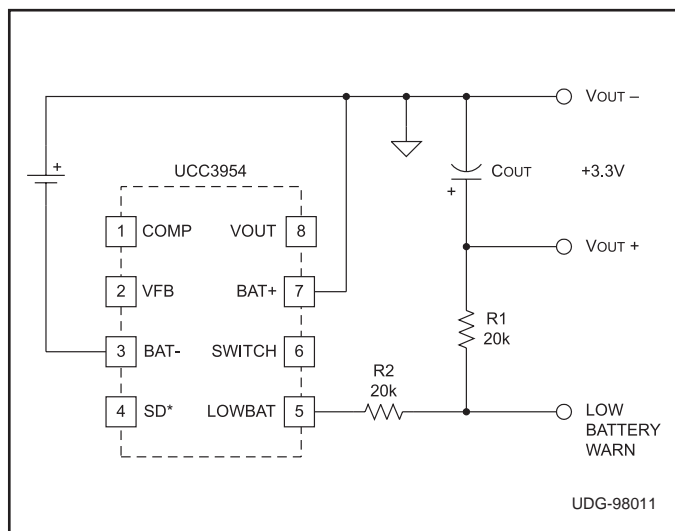 VOUT –
+
UCC3954
COUT
+3.3V
+
1 COMP
VOUT 8
VOUT +
2 VFB
BAT+ 7
R1
20k
3 BAT-
SWITCH 6
R2
20k
4 SD*
LOWBAT 5
LOW
BATTERY
WARN
UDG-98011